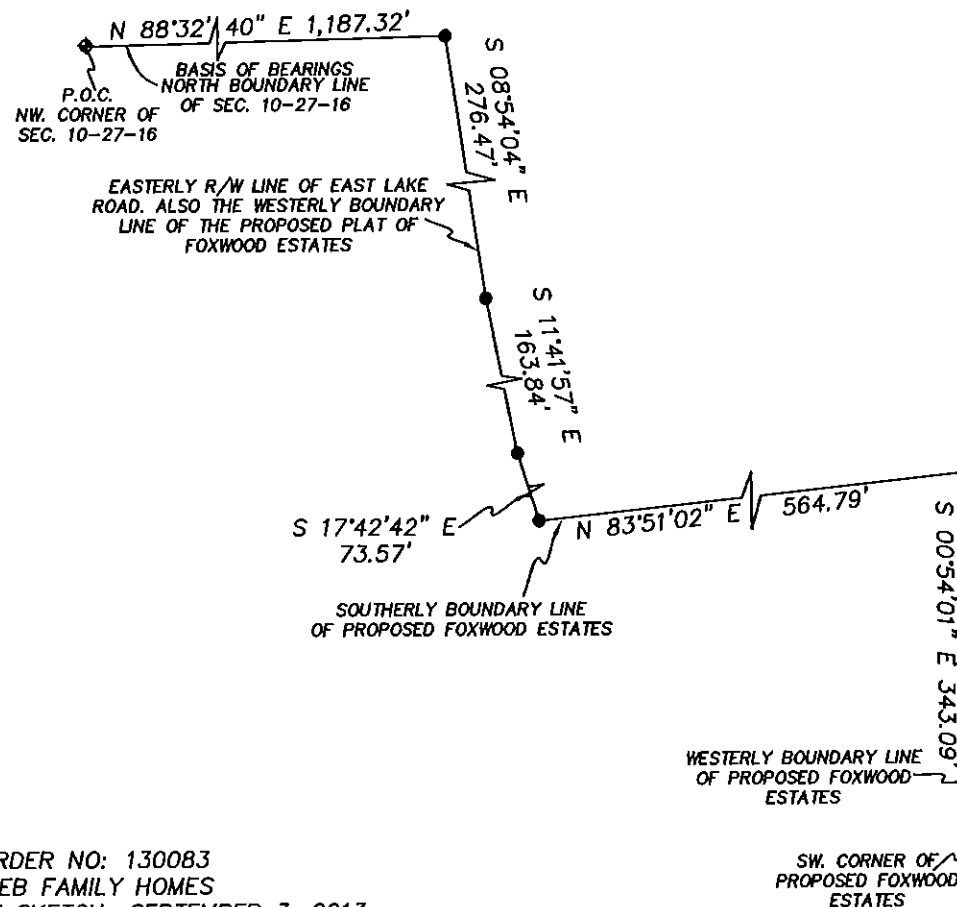 N 88°32'40" E 1,187.32'
BASIS OF BEARINGS
NORTH BOUNDARY LINE
OF SEC. 10-27-16
P.O.C.
NW. CORNER OF
SEC. 10-27-16
S 08°54'04" E
276.47'
EASTERLY R/W LINE OF EAST LAKE
ROAD. ALSO THE WESTERLY BOUNDARY
LINE OF THE PROPOSED PLAT OF
FOXWOOD ESTATES
S 11°41'57" E
163.84'
S 17°42'42" E
73.57'
N 83°51'02" E 564.79'
SOUTHERLY BOUNDARY LINE
OF PROPOSED FOXWOOD ESTATES
S 00°54'01" E 343.09'
WESTERLY BOUNDARY LINE
OF PROPOSED FOXWOOD
ESTATES
SW. CORNER OF
PROPOSED FOXWOOD
ESTATES
RDER NO: 130083
EB FAMILY HOMES